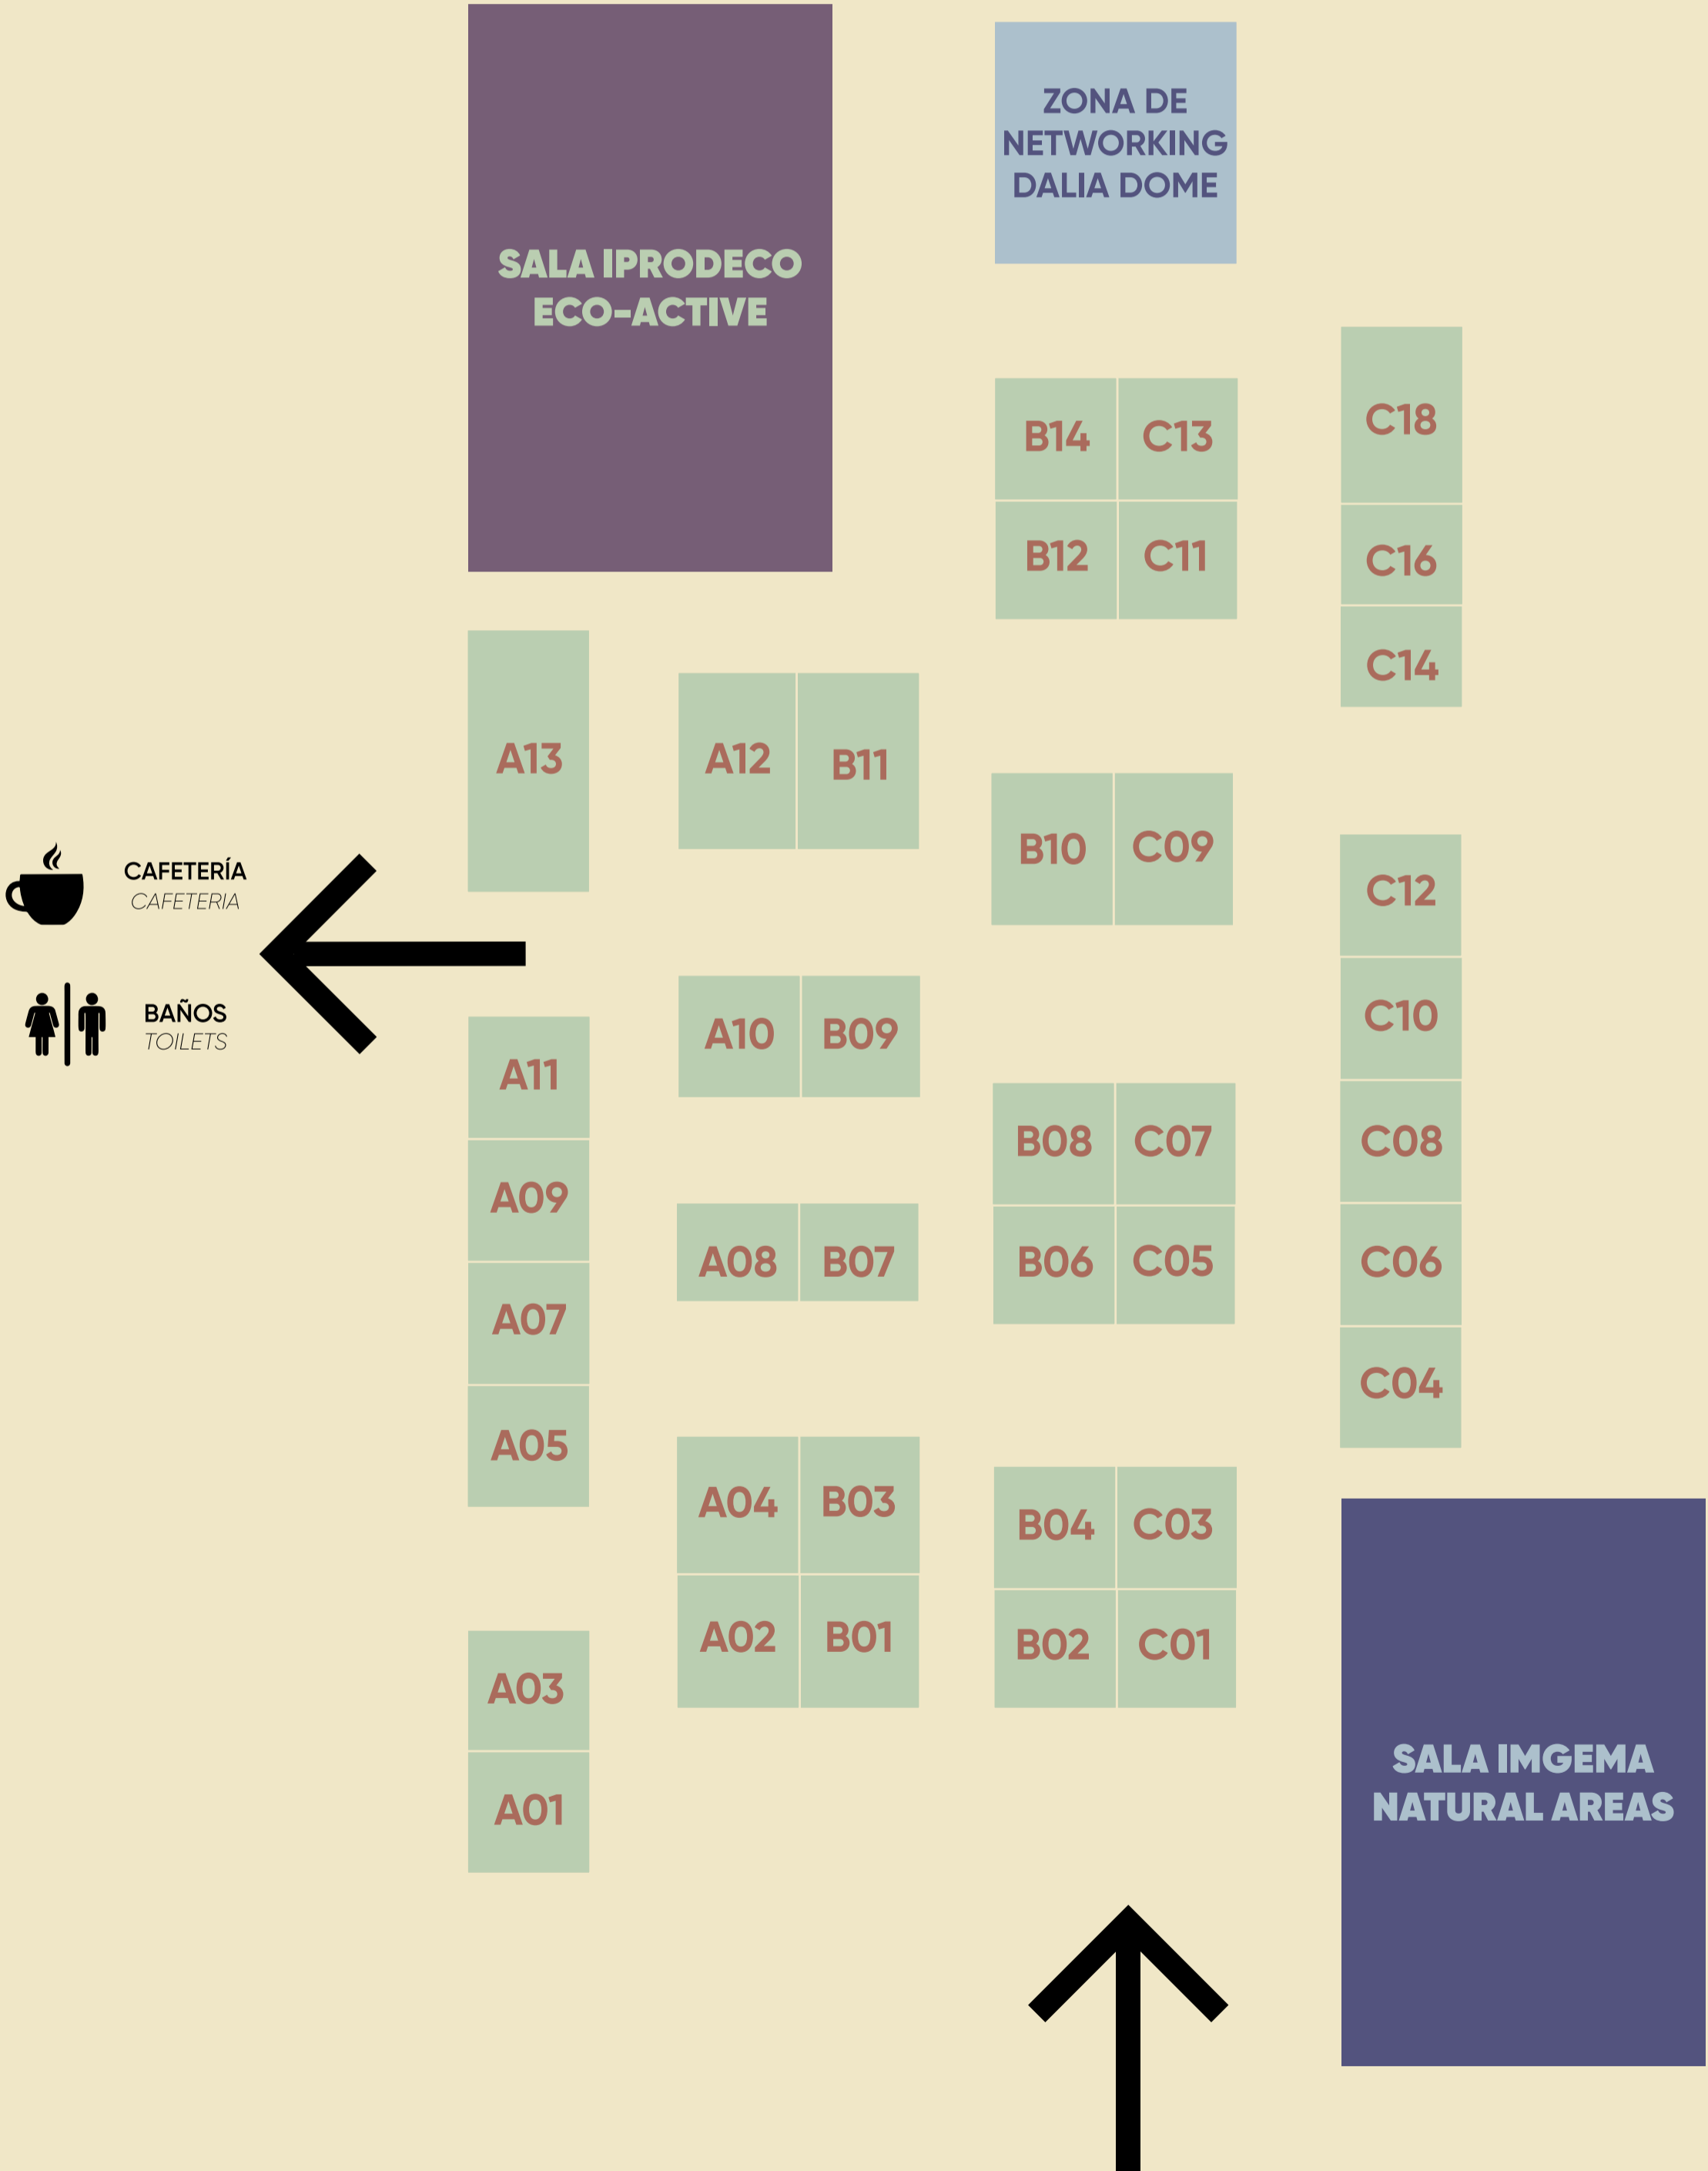 ZONA DE
NETWORKING
DALIA DOME
SALA IPRODECO
ECO-ACTIVE
C18
B14 C13
B12 C11
C16
C14
A13
A12 B11
B10 C09
CAFETERÍA
CAFETERIA
C12
BAÑOS
TOILETS
A10 B09
C10
A11
B08 C07
C08
A09
A08 B07
B06 C05
C06
A07
C04
A05
A04 B03
B04 C03
A02 B01
B02 C01
A03
SALA IMGEMA
NATURAL AREAS
A01